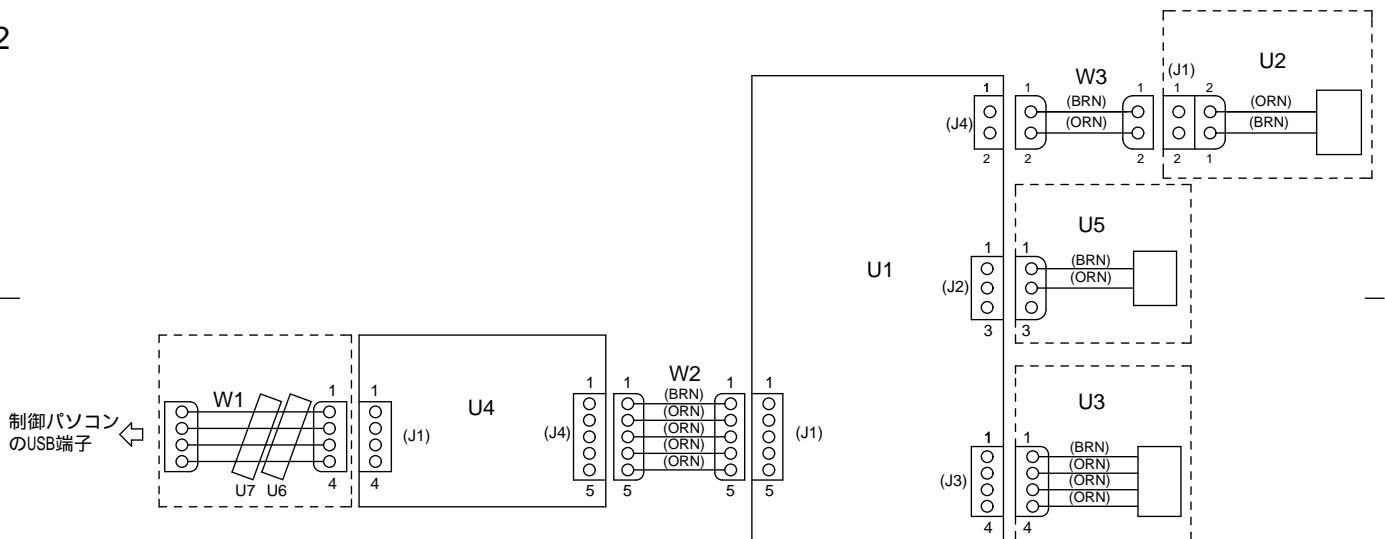 2
W3
(J1)
U2
1
1
1
1
2
(BRN)
(ORN)
(ORN)
(BRN)
(J4)
2
2
2
2
1
U5
1
1
(BRN)
(ORN)
U1
(J2)
3
3
W1
1
1
U4
1
1
W2
1
1
(BRN)
(ORN)
(ORN)
(ORN)
(ORN)
U3
制御パソコン
のUSB端子
(J1)
(J4)
(J1)
U7
U6
4
4
5
5
5
5
1
1
(BRN)
(ORN)
(ORN)
(ORN)
(J3)
4
4